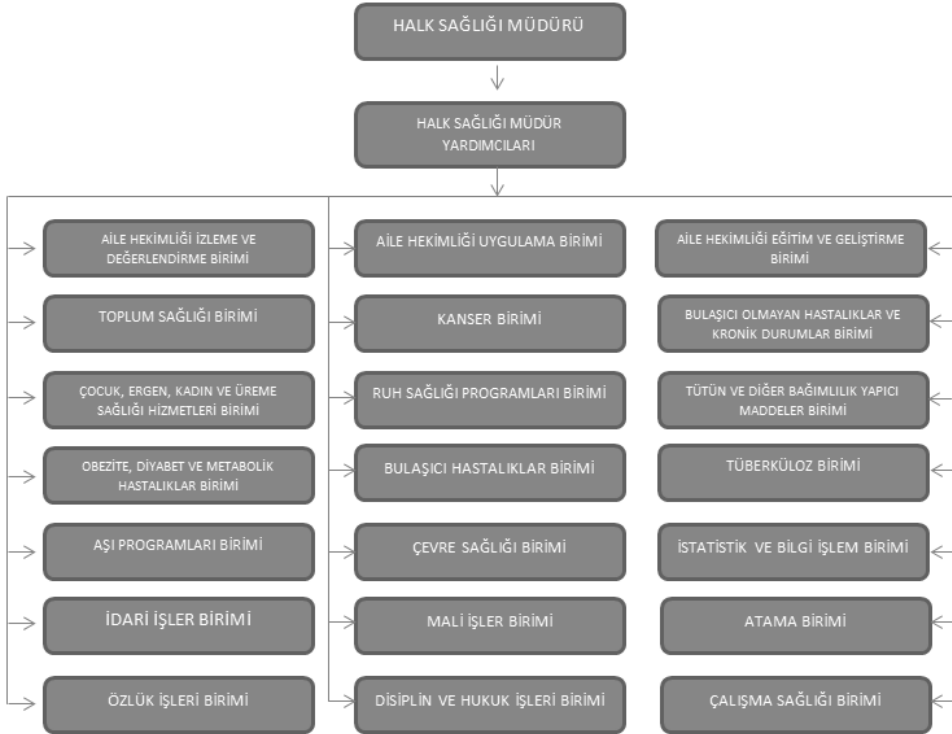 HALK SAĞLIĞI MÜDÜRÜ
HALK SAĞLIĞI MÜDÜR
YARDIMCILARI
AİLE HEKİMLİĞİ İZLEME VE
DEĞERLENDİRME BİRİMİ
AİLE HEKİMLİĞİ UYGULAMA BİRİMİ
AİLE HEKİMLİĞİ EĞİTİM VE GELİŞTİRME
BİRİMİ
TOPLUM SAĞLIĞI BİRİMİ
KANSER BİRİMİ
BULAŞICI OLMAYAN HASTALIKLAR VE
KRONİK DURUMLAR BİRİMİ
ÇOCUK, ERGEN, KADIN VE ÜREME
SAĞLIĞI HİZMETLERİ BİRİMİ
RUH SAĞLIĞI PROGRAMLARI BİRİMİ
TÜTÜN VE DİĞER BAĞIMLILIK YAPICI
MADDELER BİRİMİ
OBEZİTE, DİYABET VE METABOLİK
HASTALIKLAR BİRİMİ
BULAŞICI HASTALIKLAR BİRİMİ
TÜBERKÜLOZ BİRİMİ
AŞI PROGRAMLARI BİRİMİ
ÇEVRE SAĞLIĞI BİRİMİ
İSTATİSTİK VE BİLGİ İŞLEM BİRİMİ
İDARİ İŞLER BİRİMİ
MALİ İŞLER BİRİMİ
ATAMA BİRİMİ
ÖZLÜK İŞLERİ BİRİMİ
DISİPLİN VE HUKUK İŞLERİ BİRİMİ
ÇALIŞMA SAĞLIĞI BİRİMİ